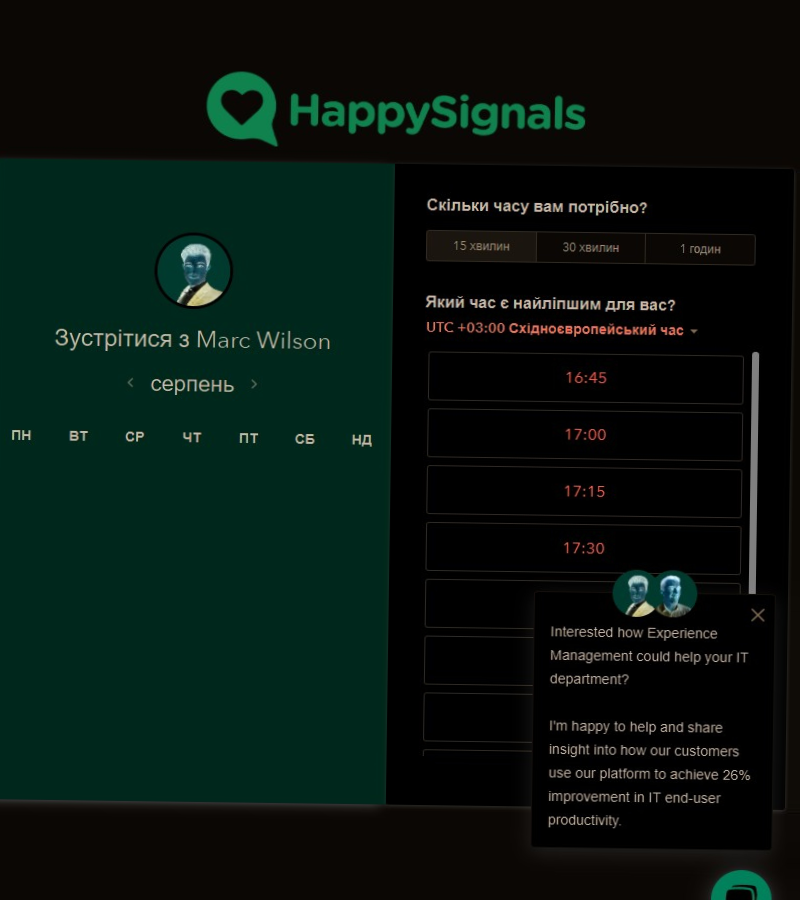 HappySignals
Зустрітися з Marc Wilson
серпень
ПН ВТ СР ЧТ ПТ СБ НД
Скільки часу вам потрібно?
15 хвилин 30 хвилин 1 годин
Який час є найліпшим для вас?
UTC +03:00 Східноєвропейський час
16:45
17:00
17:15
17:30
Interested how Experience
Management could help your IT
department?
I'm happy to help and share
insight into how our customers
use our platform to achieve 26%
improvement in IT end-user
productivity.